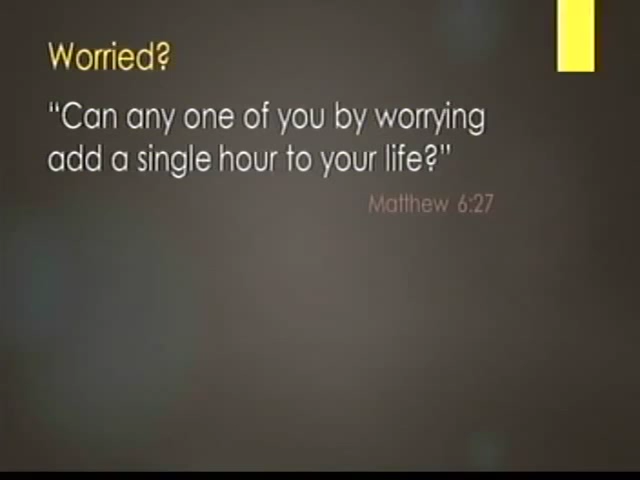 Worried?
“Can any one of you by worrying
add a single hour to your life?”
Matthew 6:27